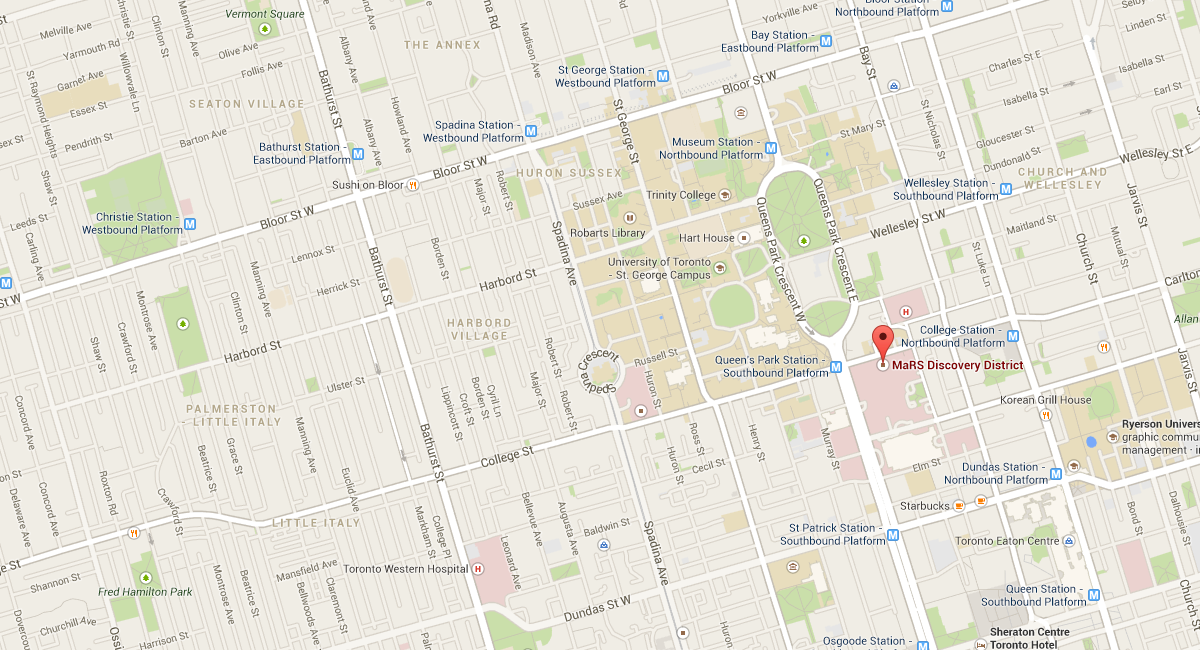 Vermont Square
Melville Ave
Yarmouth Rd
Christie St
Clinton St
Manning Ave
Olive Ave
Follis Ave
Garnet Ave
Essex St
Willowvale Ln
St Raymond Heights
SEATON VILLAGE
THE ANNEX
Albany Ave
Bathurst St
Howland Ave
Madison Ave
Spadina Rd
Pendrith St
Barton Ave
Shaw St
Bathurst Station -
Eastbound Platform
Albany Ave
Spadina Station -
Westbound Platform
St George Station -
Westbound Platform
Bay Station -
Eastbound Platform
Yorkville Ave
Northbound Platform
Bloor St W
Bay St
Charles St E
Isabella St
Isabella St
Linden St
Selby
Earl St
St Nicholas St
Gloucester St
Dundonald St
Wellesley St E
CHURCH AND
WELLESLEY
St Mary St
St George St
Museum Station -
Northbound Platform
Sushi on Bloor
Bloor St W
HURON SUSSEX
Sussex Ave
Trinity College
Robarts Library
Hart House
Queens Park Crescent W
Queens Park Crescent E
Wellesley Station -
Southbound Platform
Wellesley St W
Maitland St
Mutual St
Jarvis St
Church St
St Luke Ln
Carlton
Allan
Christie Station -
Westbound Platform
Bloor St W
Leeds St
Carling Ave
Shaw St
St W
Lennox St
Herrick St
Manning Ave
Clinton St
Montrose Ave
Crawford St
Shaw St
Harbord St
Harbord St
Bathurst St
Borden St
Major St
Robert St
Spadina Ave
University of Toronto
- St. George Campus
HARBORD
VILLAGE
Ulster St
PALMERSTON
- LITTLE ITALY
Concord Ave
Spadina Crescent
Russell St
Huron St
Robert St
Robert St
Major St
Cyril Ln
Borden St
Croft St
Lippincott St
Queen's Park Station -
Southbound Platform
College Station -
Northbound Platform
MaRS Discovery District
Korean Grill House
Jarvis St
Ryerson Univers
graphic commu
management - in
Murray St
Elm St
Henry St
Ross St
Huron St
Cecil St
College St
Bathurst St
Manning Ave
Grace St
Beatrice St
Euclid Ave
Roxton Rd
Crawford St
Concord Ave
Delaware Ave
LITTLE ITALY
Dundas Station -
Northbound Platform
Starbucks
St Patrick Station -
Southbound Platform
Toronto Eaton Centre
Bond St
Dalhousie St
Bellevue Ave
Augusta Ave
Baldwin St
Spadina Ave
College Pl
Markham St
Leonard Ave
Toronto Western Hospital
Mansfield Ave
Fred Hamilton Park
Shannon St
Montrose Ave
Beatrice St
Bellwoods Ave
Claremont St
Churchill Ave
Harrison St
Dovercourt
Ossi
Dundas St W
Huron St
Queen Station -
Southbound Platform
Church St
Osgoode Station -
Southbound Platform
Sheraton Centre
Toronto Hotel